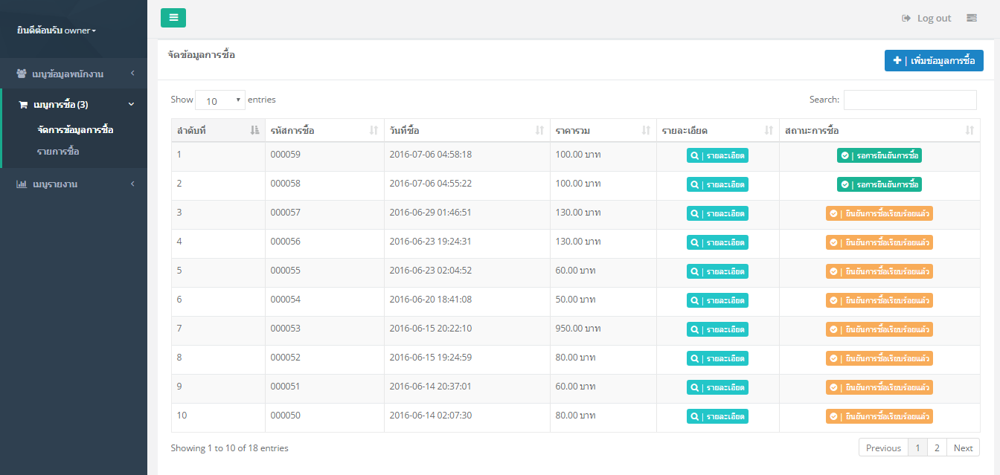 ยินดีต้อนรับ owner
Log out
เมนูข้อมูลพนักงาน
เมนูการซื้อ (3)
จัดการข้อมูลการซื้อ
รายการซื้อ
เมนูรายงาน
จัดข้อมูลการซื้อ
| เพิ่มข้อมูลการซื้อ
Show 10 entries Search:
ลำดับที่ รหัสการซื้อ วันที่ซื้อ ราคารวม รายละเอียด สถานะการซื้อ
1 000059 2016-07-06 04:58:18 100.00 บาท | รายละเอียด | รอการยืนยันการซื้อ
2 000058 2016-07-06 04:55:22 100.00 บาท | รายละเอียด | รอการยืนยันการซื้อ
3 000057 2016-06-29 01:46:51 130.00 บาท | รายละเอียด | ยืนยันการซื้อเรียบร้อยแล้ว
4 000056 2016-06-23 19:24:31 130.00 บาท | รายละเอียด | ยืนยันการซื้อเรียบร้อยแล้ว
5 000055 2016-06-23 02:04:52 60.00 บาท | รายละเอียด | ยืนยันการซื้อเรียบร้อยแล้ว
6 000054 2016-06-20 18:41:08 50.00 บาท | รายละเอียด | ยืนยันการซื้อเรียบร้อยแล้ว
7 000053 2016-06-15 20:22:10 950.00 บาท | รายละเอียด | ยืนยันการซื้อเรียบร้อยแล้ว
8 000052 2016-06-15 19:24:59 80.00 บาท | รายละเอียด | ยืนยันการซื้อเรียบร้อยแล้ว
9 000051 2016-06-14 20:37:01 60.00 บาท | รายละเอียด | ยืนยันการซื้อเรียบร้อยแล้ว
10 000050 2016-06-14 02:07:30 80.00 บาท | รายละเอียด | ยืนยันการซื้อเรียบร้อยแล้ว
Showing 1 to 10 of 18 entries Previous 1 2 Next